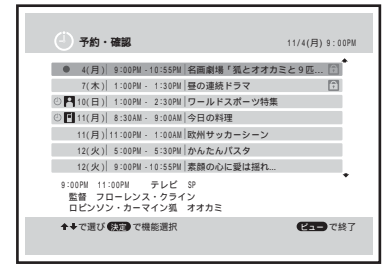 予約・確認 11/4(月) 9:00PM
● 4(月) 9:00PM-10:55PM 名画劇場「狐とオオカミと９匹...
7(木) 1:00PM- 1:30PM 昼の連続ドラマ
P 10(日) 1:00PM- 2:30PM ワールドスポーツ特集
11(月) 8:30AM- 9:00AM 今日の料理
11(月) 11:00PM- 1:00AM 欧州サッカーシーン
12(火) 5:00PM- 5:30PM かんたんパスタ
12(火) 9:00PM-10:55PM 素顔の心に愛は揺れ...
9:00PM 11:00PM テレビ SP
監督 フローレンス・クライン
ロビンソン・カーマイン狐 オオカミ
↑↓で選び 決定 で機能選択 ビュー で終了